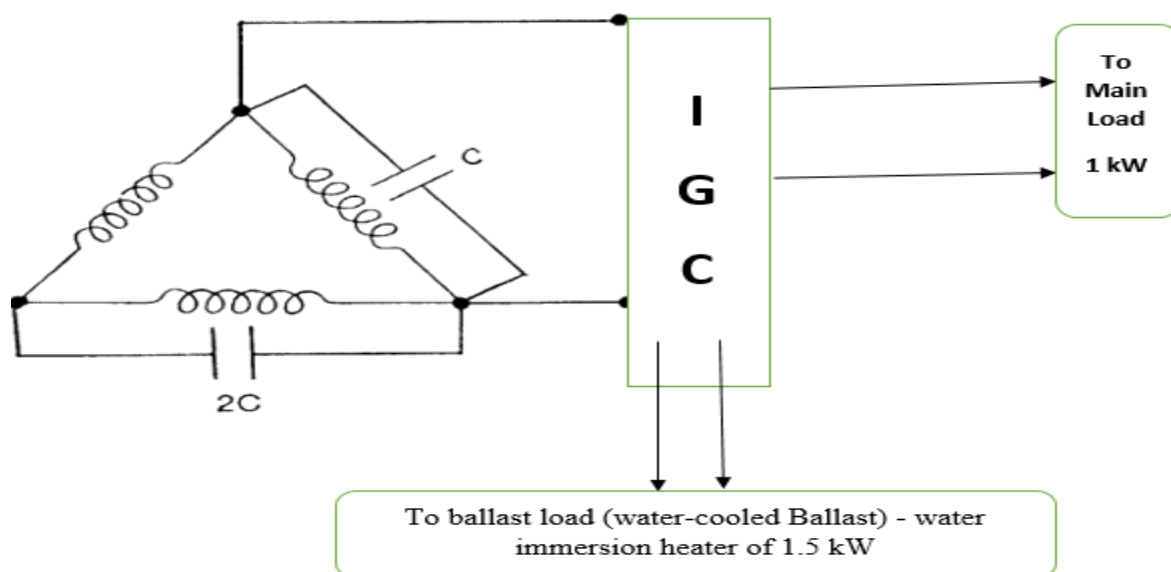 C
2C
I
G
C
To
Main
Load
1 kW
To ballast load (water-cooled Ballast) - water
immersion heater of 1.5 kW